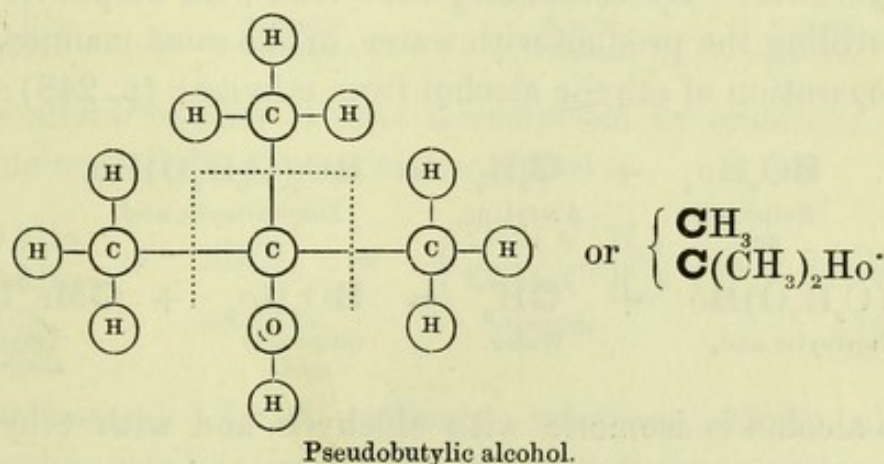 H
H–C–H
H H
H–C–C–C–H or { CH₃
C(CH₃)₂Ho.
H O H
H
Pseudobutylic alcohol.